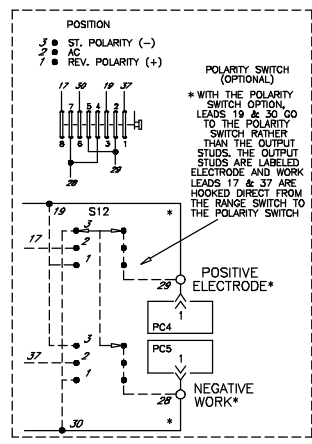 POSITION
3 ● ST. POLARITY (-)
2 ● AC
1 ● REV. POLARITY (+)
17 30 19 37
7 5 4 2
8 6 3 1
28 29
POLARITY SWITCH
(OPTIONAL)
* WITH THE POLARITY
SWITCH OPTION,
LEADS 19 & 30 GO
TO THE POLARITY
SWITCH RATHER
THAN THE OUTPUT
STUDS. THE OUTPUT
STUDS ARE LABELED
ELECTRODE AND WORK
LEADS 17 & 37 ARE
HOOKED DIRECT FROM
THE RANGE SWITCH TO
THE POLARITY SWITCH
19 S12 *
3
17 2
1
29
POSITIVE
ELECTRODE*
1
PC4
PC5
1
3
37 2
1
28
NEGATIVE
WORK*
30 *